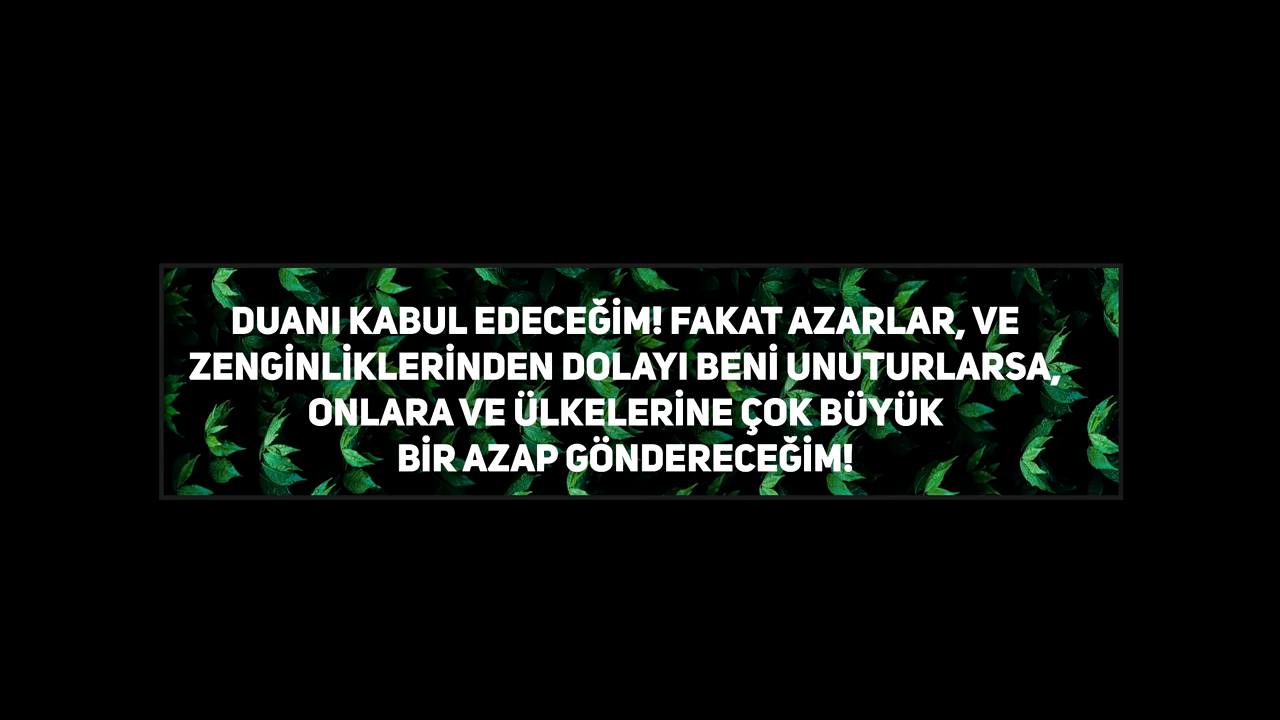 DUANI KABUL EDECEĞİM! FAKAT AZARLAR, VE
ZENGİNLİKLERİNDEN DOLAYI BENİ UNUTURLARSA,
ONLARA VE ÜLKELERİNE ÇOK BÜYÜK
BİR AZAP GÖNDERECEĞİM!